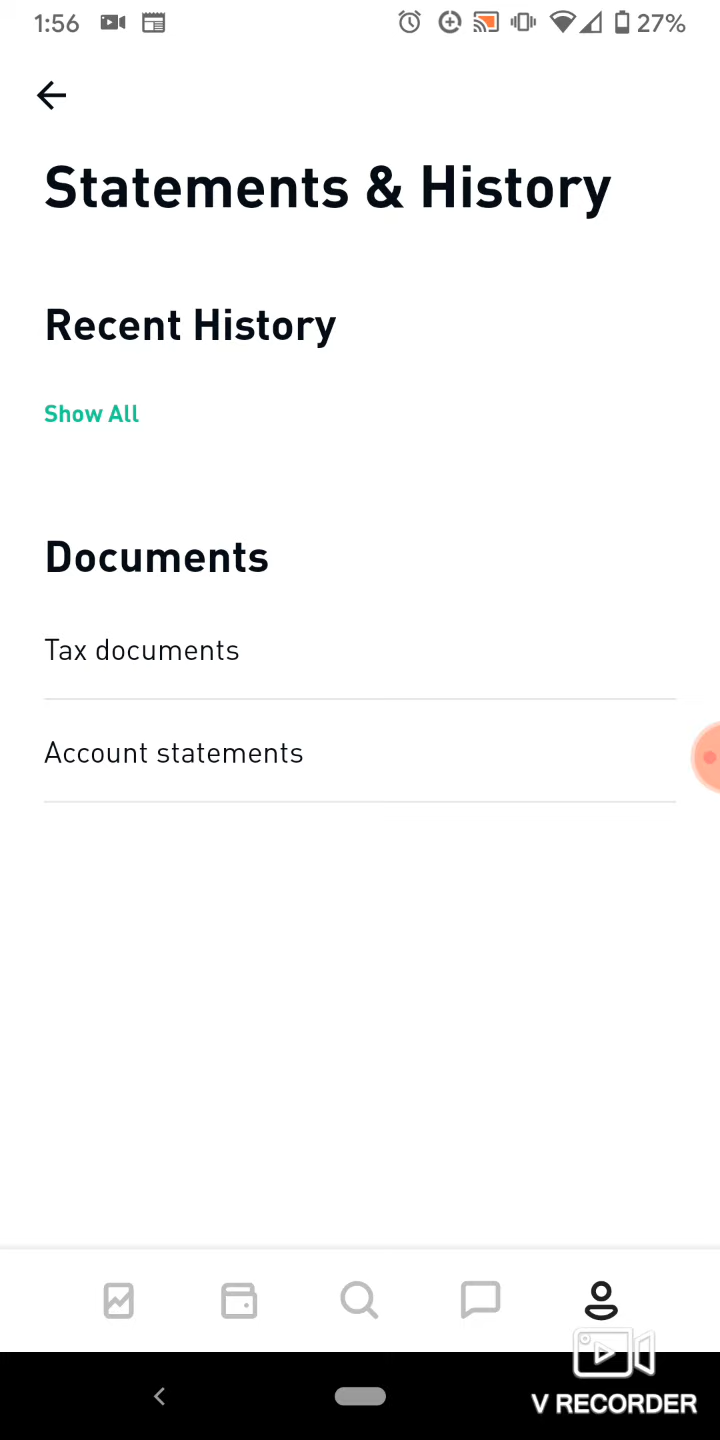 1:56
27%
Statements & History
Recent History
Show All
Documents
Tax documents
Account statements
V RECORDER